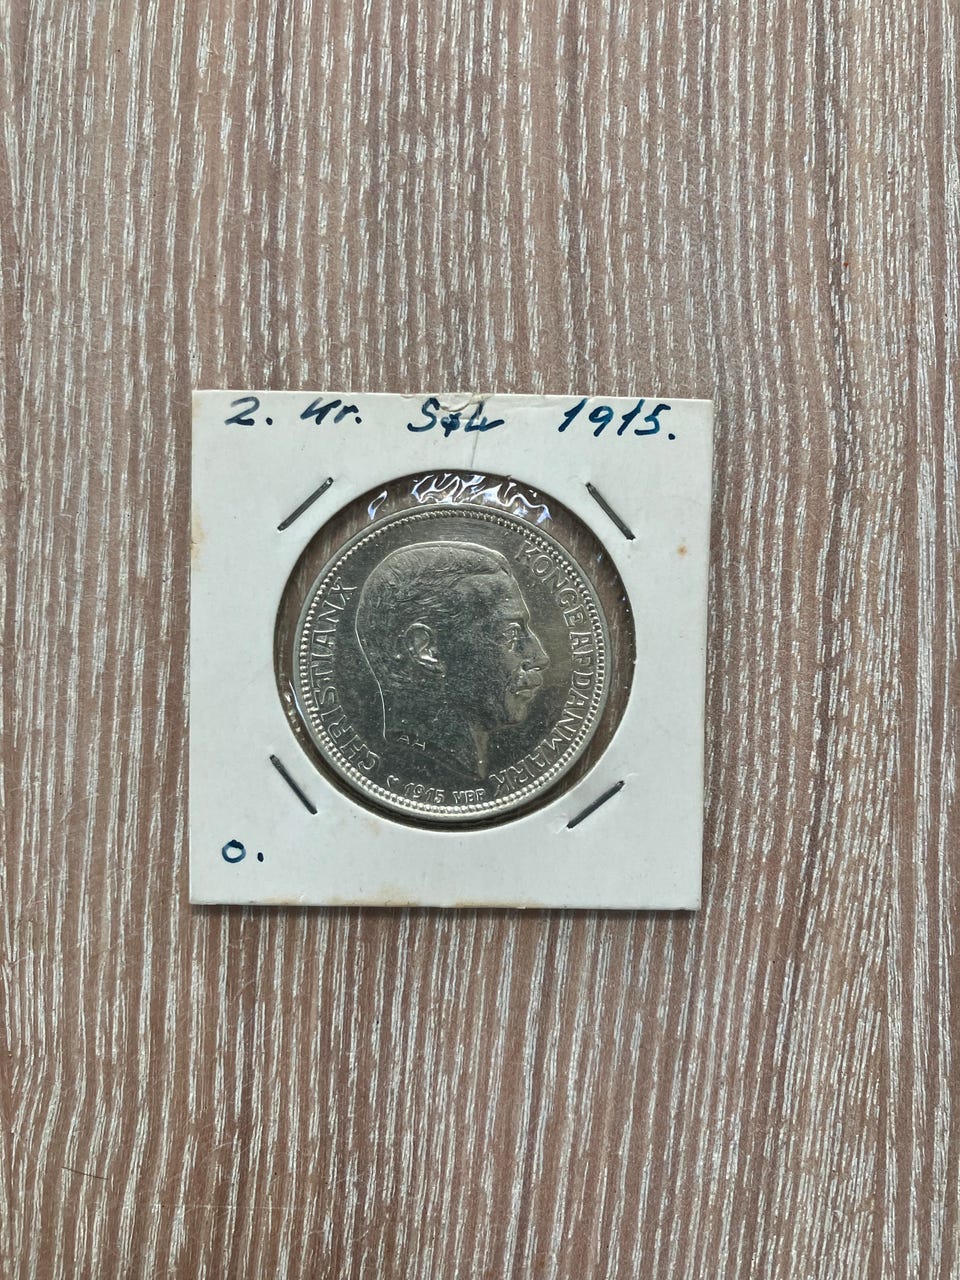 2. Kr. Sølv 1915.
CHRISTIAN X KONGE AF DANMARK
AH
♥ 1915 VBP
0.